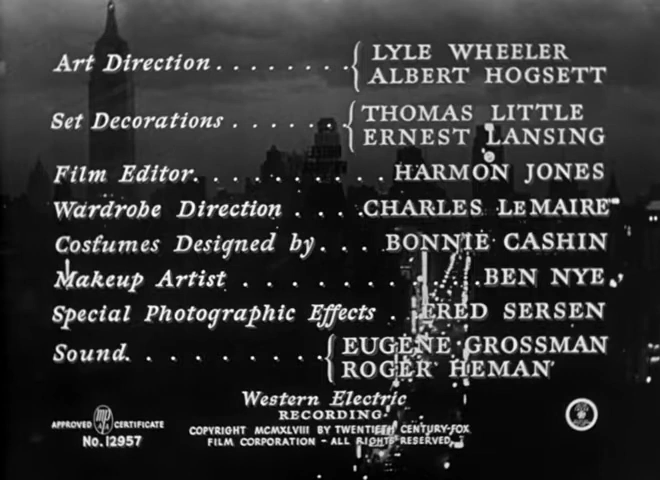 Art Direction . . . . . . . . { LYLE WHEELER
ALBERT HOGSETT
Set Decorations . . . . . . { THOMAS LITTLE
ERNEST LANSING
Film Editor. . . . . . . . . HARMON JONES
Wardrobe Direction . . . . CHARLES LEMAIRE
Costumes Designed by . . . BONNIE CASHIN
Makeup Artist . . . . . . . . BEN NYE
Special Photographic Effects . . FRED SERSEN
Sound. . . . . . . . . { EUGENE GROSSMAN
ROGER HEMAN
Western Electric
RECORDING
APPROVED MPAA CERTIFICATE
No. 12957
COPYRIGHT MCMXLVIII BY TWENTIETH CENTURY-FOX
FILM CORPORATION - ALL RIGHTS RESERVED